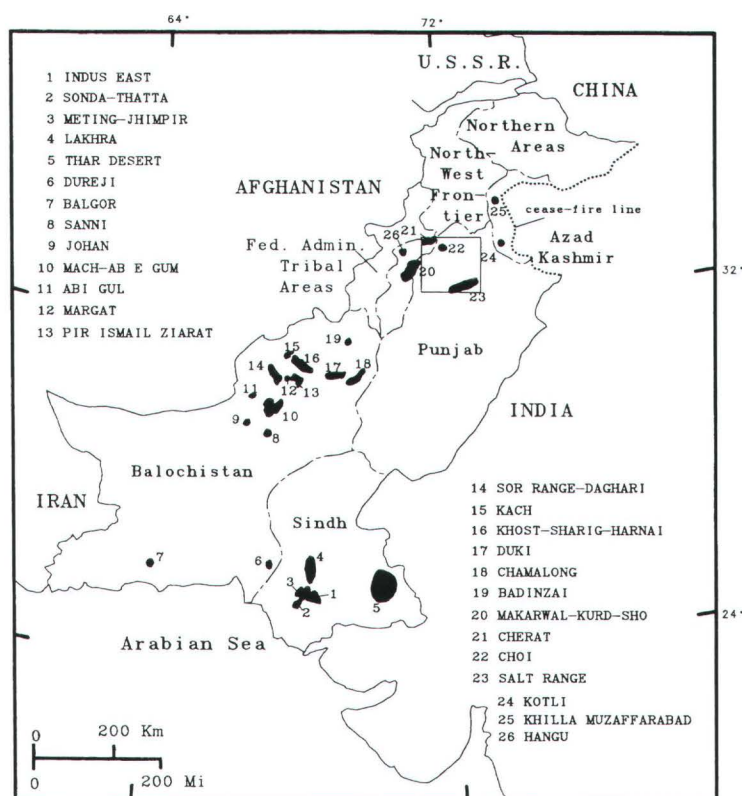 64°
72°
U.S.S.R.
CHINA
1 INDUS EAST
2 SONDA-THATTA
3 METING-JHIMPIR
4 LAKHRA
5 THAR DESERT
6 DUREJI
7 BALGOR
8 SANNI
9 JOHAN
10 MACH-AB E GUM
11 ABI GUL
12 MARGAT
13 PIR ISMAIL ZIARAT
AFGHANISTAN
Northern
Areas
North-
West
Fron-
tier
25
cease-fire line
Azad
Kashmir
Fed. Admin.
Tribal
Areas
26
21
22
24
20
23
32°
Punjab
19
15
16
14
17
18
12
13
11
10
9
8
INDIA
Balochistan
IRAN
Sindh
7
6
4
3
1
2
5
24°
Arabian Sea
14 SOR RANGE-DAGHARI
15 KACH
16 KHOST-SHARIG-HARNAI
17 DUKI
18 CHAMALONG
19 BADINZAI
20 MAKARWAL-KURD-SHO
21 CHERAT
22 CHOI
23 SALT RANGE
24 KOTLI
25 KHILLA MUZAFFARABAD
26 HANGU
0 200 Km
0 200 Mi